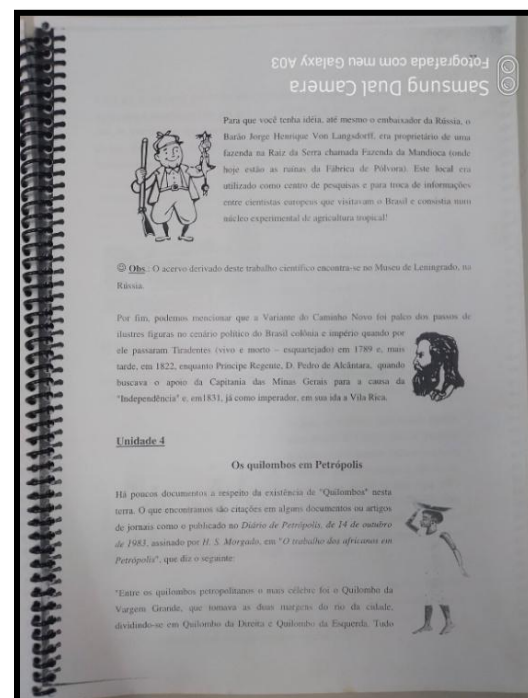 Samsung Dual Camera
Fotografada com meu Galaxy A03
Para que você tenha idéia, até mesmo o embaixador da Rússia, o
Barão Jorge Henrique Von Langsdorff, era proprietário de uma
fazenda na Raiz da Serra chamada Fazenda da Mandioca (onde
hoje estão as ruínas da Fábrica de Pólvora). Este local era
utilizado como centro de pesquisas e para troca de informações
entre cientistas europeus que visitavam o Brasil e consistia num
núcleo experimental de agricultura tropical!
☺ Obs.: O acervo derivado deste trabalho científico encontra-se no Museu de Leningrado, na
Rússia.
Por fim, podemos mencionar que a Variante do Caminho Novo foi palco dos passos de
ilustres figuras no cenário político do Brasil colônia e império quando por
ele passaram Tiradentes (vivo e morto – esquartejado) em 1789 e, mais
tarde, em 1822, enquanto Príncipe Regente, D. Pedro de Alcântara, quando
buscava o apoio da Capitania das Minas Gerais para a causa da
"Independência" e, em1831, já como imperador, em sua ida a Vila Rica.
Unidade 4
Os quilombos em Petrópolis
Há poucos documentos a respeito da existência de "Quilombos" nesta
terra. O que encontramos são citações em alguns documentos ou artigos
de jornais como o publicado no Diário de Petrópolis, de 14 de outubro
de 1983, assinado por H. S. Morgado, em "O trabalho dos africanos em
Petrópolis", que diz o seguinte:
"Entre os quilombos petropolitanos o mais célebre foi o Quilombo da
Vargem Grande, que tomava as duas margens do rio da cidade,
dividindo-se em Quilombo da Direita e Quilombo da Esquerda. Tudo